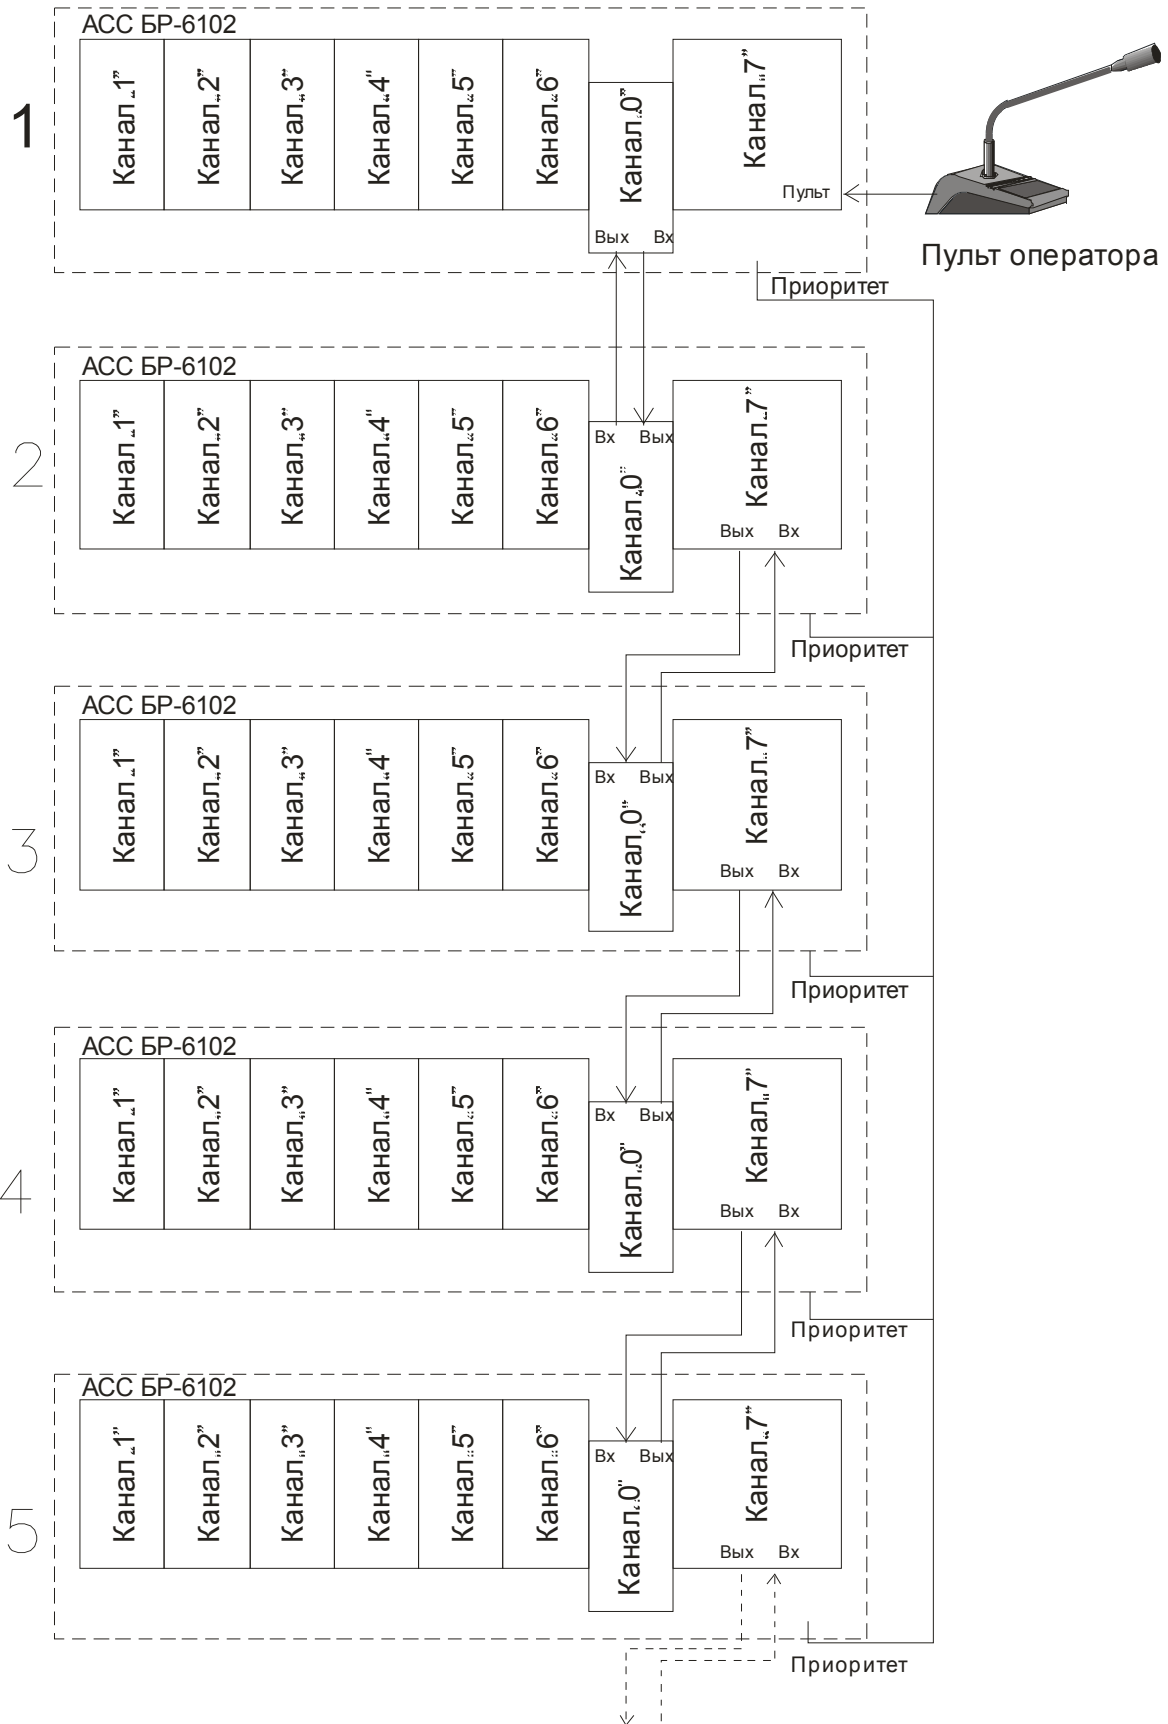 АСС БР-6102
1
Канал „1”
Канал „2”
Канал „3”
Канал „4”
Канал „5”
Канал „6”
Канал „0”
Канал „7”
Пульт
Вых Вх
Пульт оператора
Приоритет
АСС БР-6102
2
Канал „1”
Канал „2”
Канал „3”
Канал „4”
Канал „5”
Канал „6”
Вх Вых
Канал „0”
Канал „7”
Вых Вх
Приоритет
АСС БР-6102
3
Канал „1”
Канал „2”
Канал „3”
Канал „4”
Канал „5”
Канал „6”
Вх Вых
Канал „0”
Канал „7”
Вых Вх
Приоритет
АСС БР-6102
4
Канал „1”
Канал „2”
Канал „3”
Канал „4”
Канал „5”
Канал „6”
Вх Вых
Канал „0”
Канал „7”
Вых Вх
Приоритет
АСС БР-6102
5
Канал „1”
Канал „2”
Канал „3”
Канал „4”
Канал „5”
Канал „6”
Вх Вых
Канал „0”
Канал „7”
Вых Вх
Приоритет